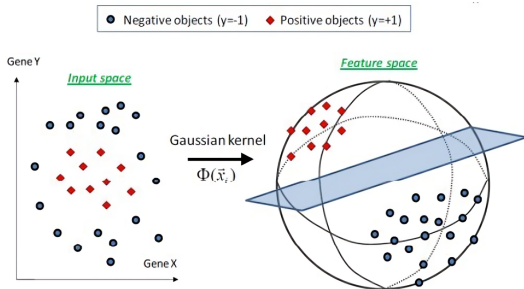 Negative objects (y=-1) Positive objects (y=+1)
Gene Y
Input space
Feature space
Gaussian kernel
Φ(x⃗ᵢ)
Gene X